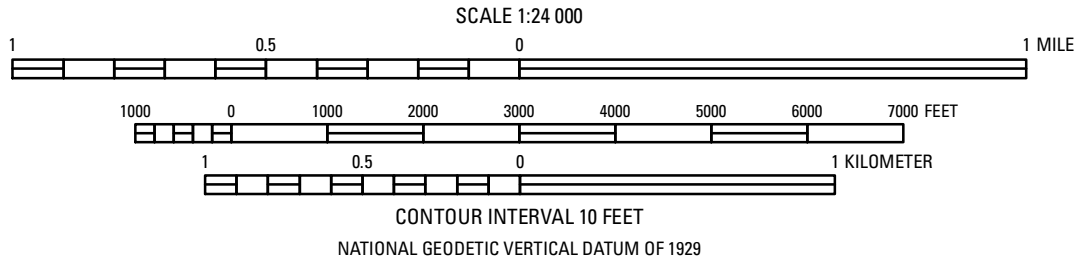 SCALE 1:24 000
1 0.5 0 1 MILE
1000 0 1000 2000 3000 4000 5000 6000 7000 FEET
1 0.5 0 1 KILOMETER
CONTOUR INTERVAL 10 FEET
NATIONAL GEODETIC VERTICAL DATUM OF 1929